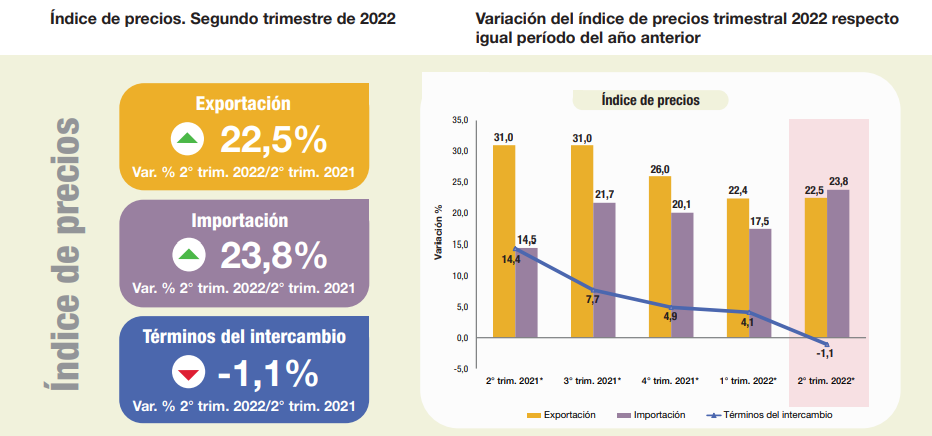 Índice de precios. Segundo trimestre de 2022
Variación del índice de precios trimestral 2022 respecto
igual período del año anterior
Índice de precios
Exportación
22,5%
Var. % 2° trim. 2022/2° trim. 2021
Importación
23,8%
Var. % 2° trim. 2022/2° trim. 2021
Términos del intercambio
-1,1%
Var. % 2° trim. 2022/2° trim. 2021
Índice de precios
Variación %
35,0
30,0
25,0
20,0
15,0
10,0
5,0
0,0
-5,0
31,0
14,5
14,4
31,0
21,7
7,7
26,0
20,1
4,9
22,4
17,5
4,1
22,5
23,8
-1,1
2° trim. 2021*
3° trim. 2021*
4° trim. 2021*
1° trim. 2022*
2° trim. 2022*
Exportación
Importación
Términos del intercambio